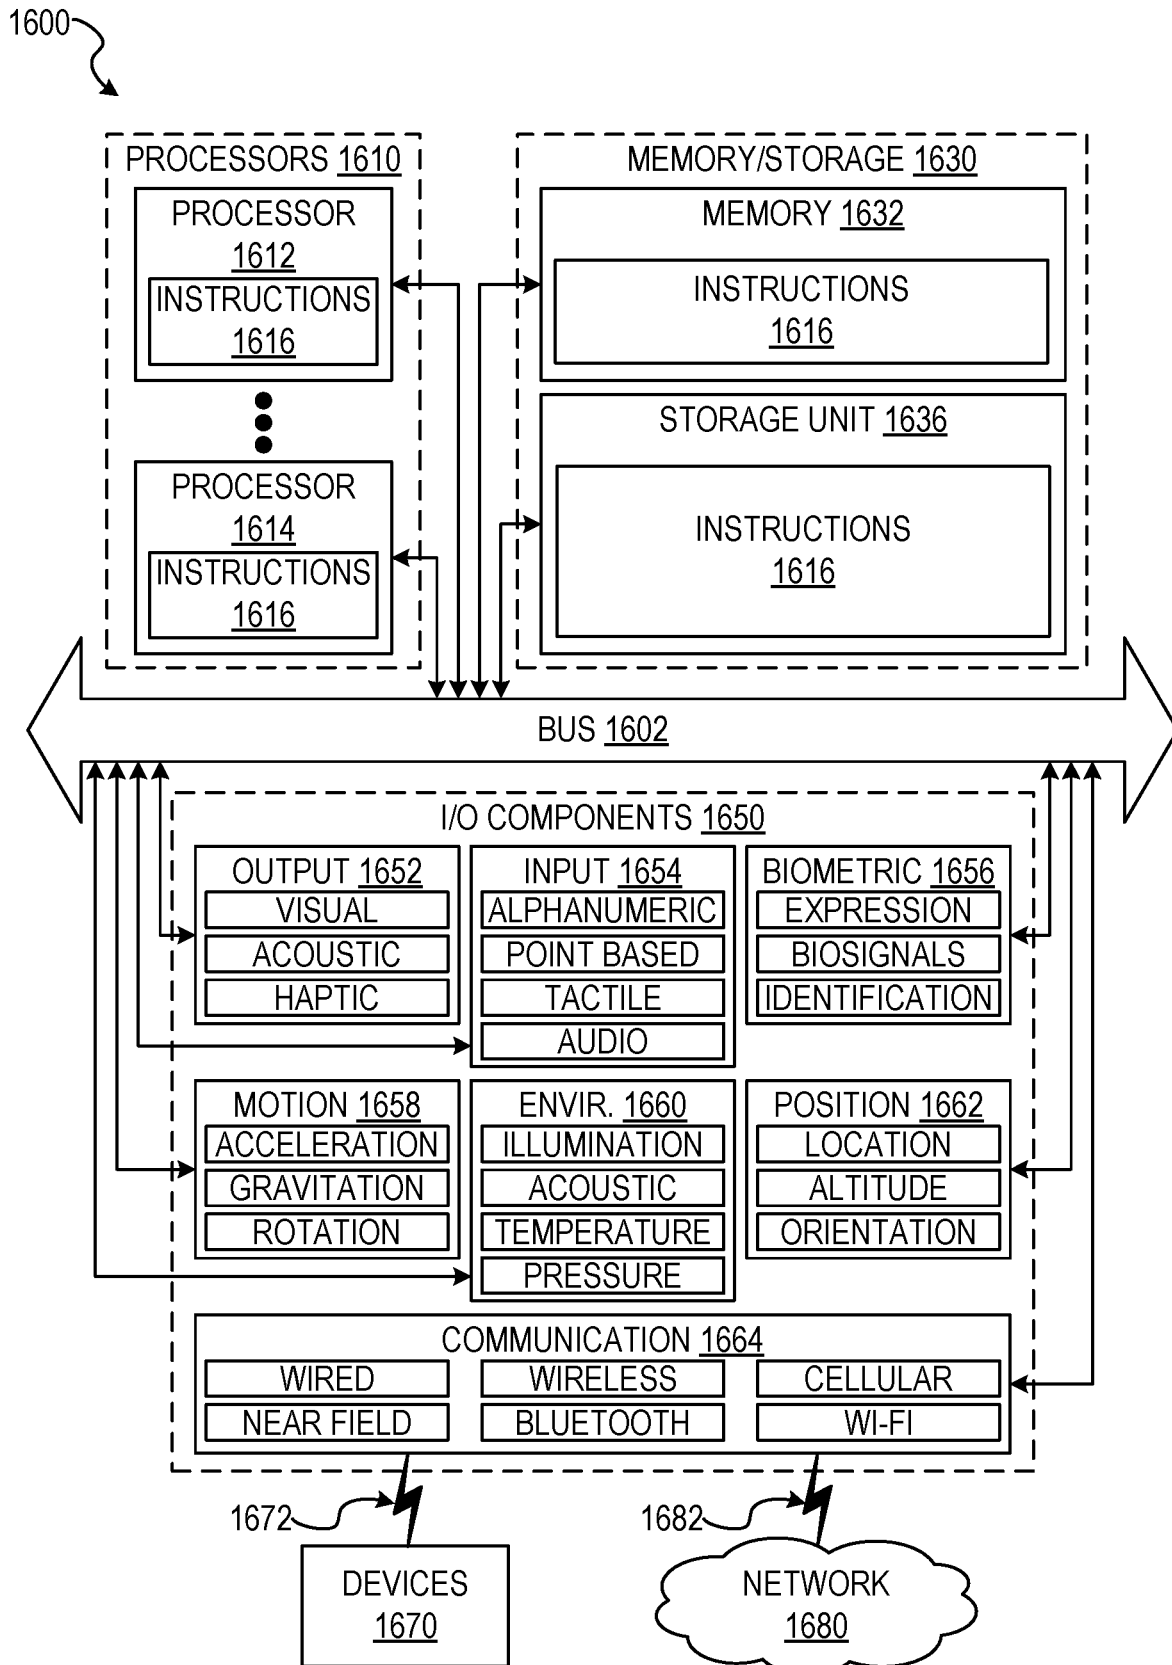 1600
PROCESSORS 1610
PROCESSOR
1612
INSTRUCTIONS
1616
PROCESSOR
1614
INSTRUCTIONS
1616
MEMORY/STORAGE 1630
MEMORY 1632
INSTRUCTIONS
1616
STORAGE UNIT 1636
INSTRUCTIONS
1616
BUS 1602
I/O COMPONENTS 1650
OUTPUT 1652
VISUAL
ACOUSTIC
HAPTIC
INPUT 1654
ALPHANUMERIC
POINT BASED
TACTILE
AUDIO
BIOMETRIC 1656
EXPRESSION
BIOSIGNALS
IDENTIFICATION
MOTION 1658
ACCELERATION
GRAVITATION
ROTATION
ENVIR. 1660
ILLUMINATION
ACOUSTIC
TEMPERATURE
PRESSURE
POSITION 1662
LOCATION
ALTITUDE
ORIENTATION
COMMUNICATION 1664
WIRED
WIRELESS
CELLULAR
NEAR FIELD
BLUETOOTH
WI-FI
1672
1682
DEVICES
1670
NETWORK
1680